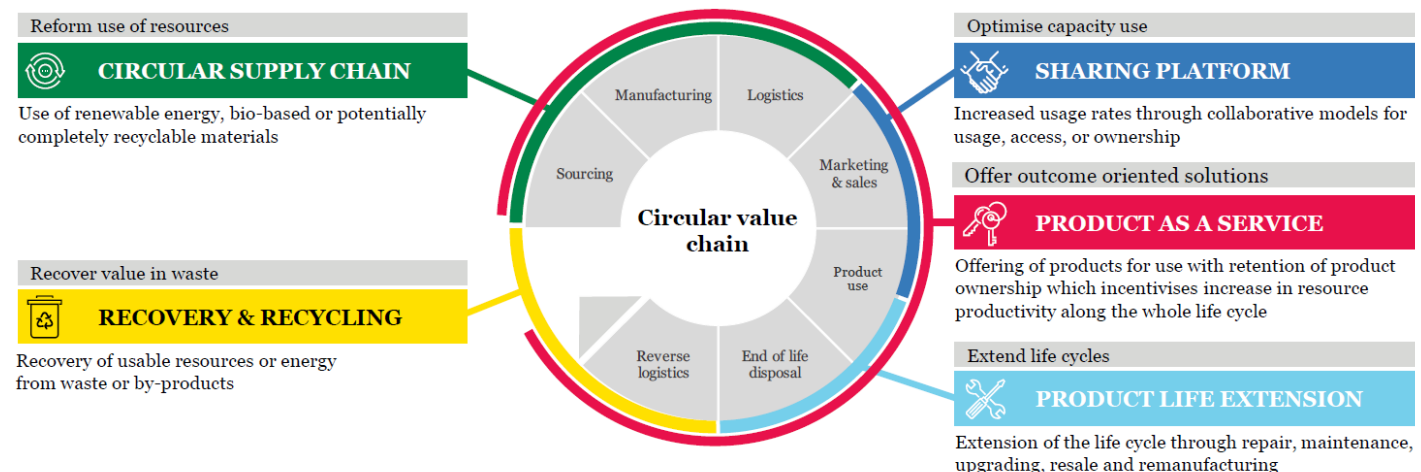 Reform use of resources
CIRCULAR SUPPLY CHAIN
Use of renewable energy, bio-based or potentially
completely recyclable materials
Recover value in waste
RECOVERY & RECYCLING
Recovery of usable resources or energy
from waste or by-products
Sourcing
Manufacturing
Logistics
Marketing
& sales
Product
use
End of life
disposal
Reverse
logistics
Circular value
chain
Optimise capacity use
SHARING PLATFORM
Increased usage rates through collaborative models for
usage, access, or ownership
Offer outcome oriented solutions
PRODUCT AS A SERVICE
Offering of products for use with retention of product
ownership which incentivises increase in resource
productivity along the whole life cycle
Extend life cycles
PRODUCT LIFE EXTENSION
Extension of the life cycle through repair, maintenance,
upgrading, resale and remanufacturing